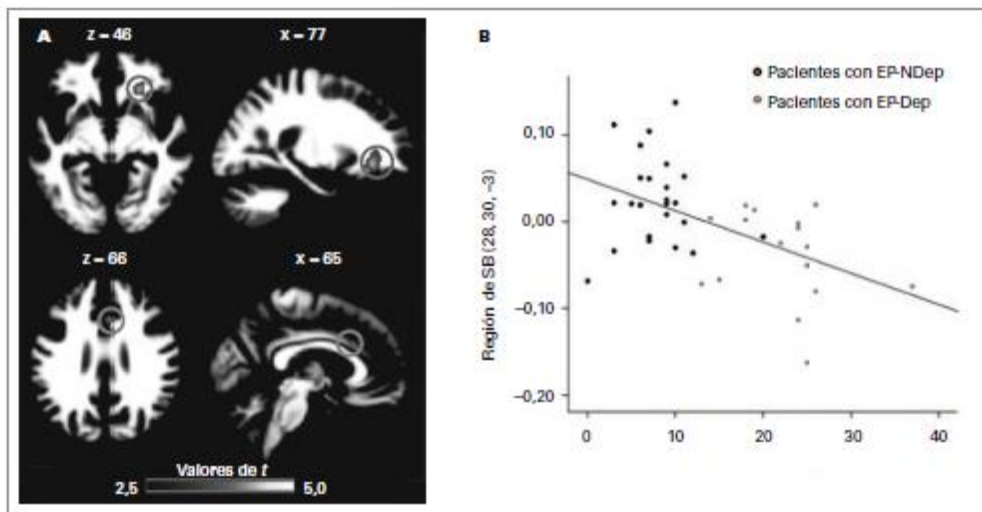 A
z – 46
x – 77
z – 66
x – 65
Valores de t
2,5
5,0
B
Pacientes con EP-NDep
Pacientes con EP-Dep
Región de SB (28, 30, –3)
0,10
0,00
–0,10
–0,20
0
10
20
30
40